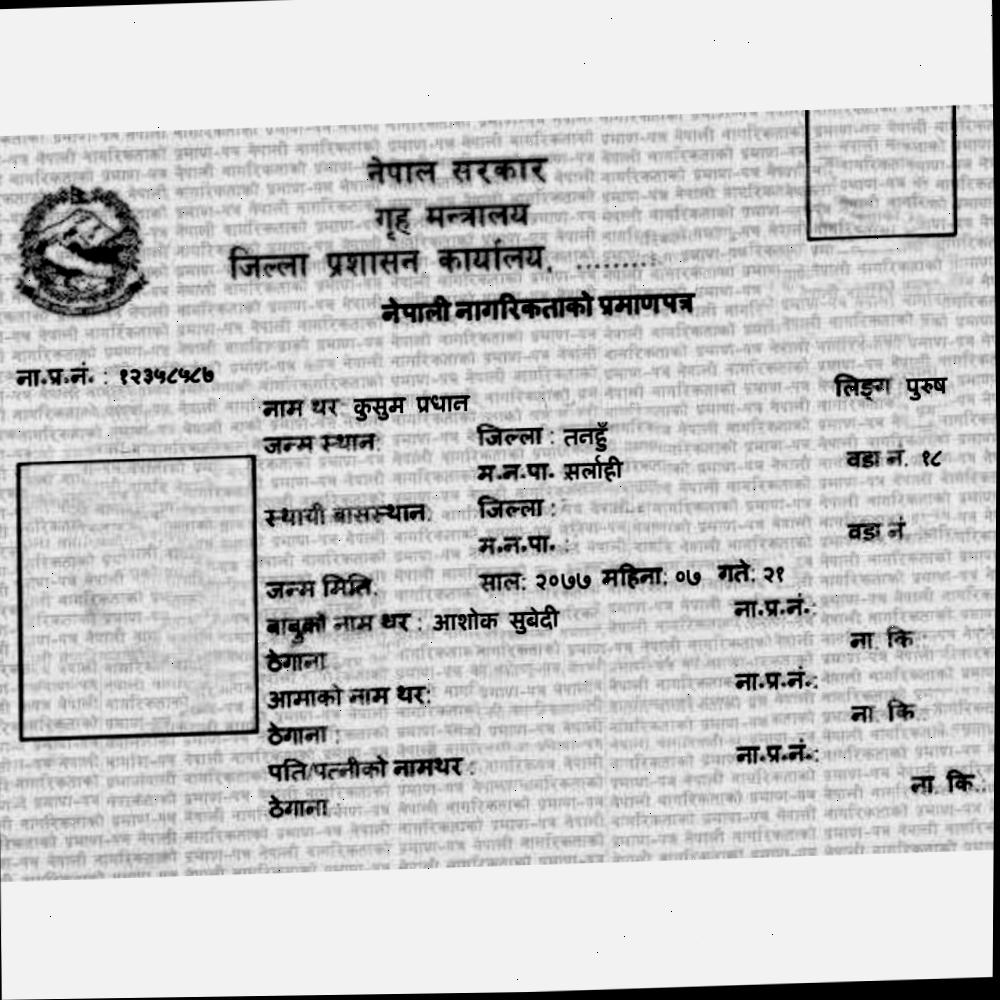 नेपाल सरकार
गृह मन्त्रालय
जिल्ला प्रशासन कार्यालय, .........
नेपाली नागरिकताको प्रमाणपत्र
ना.प्र.नं. : १२३५८५८७
लिङ्ग पुरुष
नाम थर कुसुम प्रधान
जन्म स्थान: जिल्ला : तनहुँ
म.न.पा. सर्लाही वडा नं. १८
स्थायी बासस्थान: जिल्ला :
म.न.पा. : वडा नं
जन्म मिति: साल: २०७७ महिना: ०७ गते: २१
बाबुको नाम थर : आशोक सुबेदी ना.प्र.नं.:
ठेगाना ना. कि.:
आमाको नाम थर: ना.प्र.नं.:
ठेगाना : ना. कि.
पति/पत्नीको नामथर : ना.प्र.नं.:
ठेगाना ना. कि.: